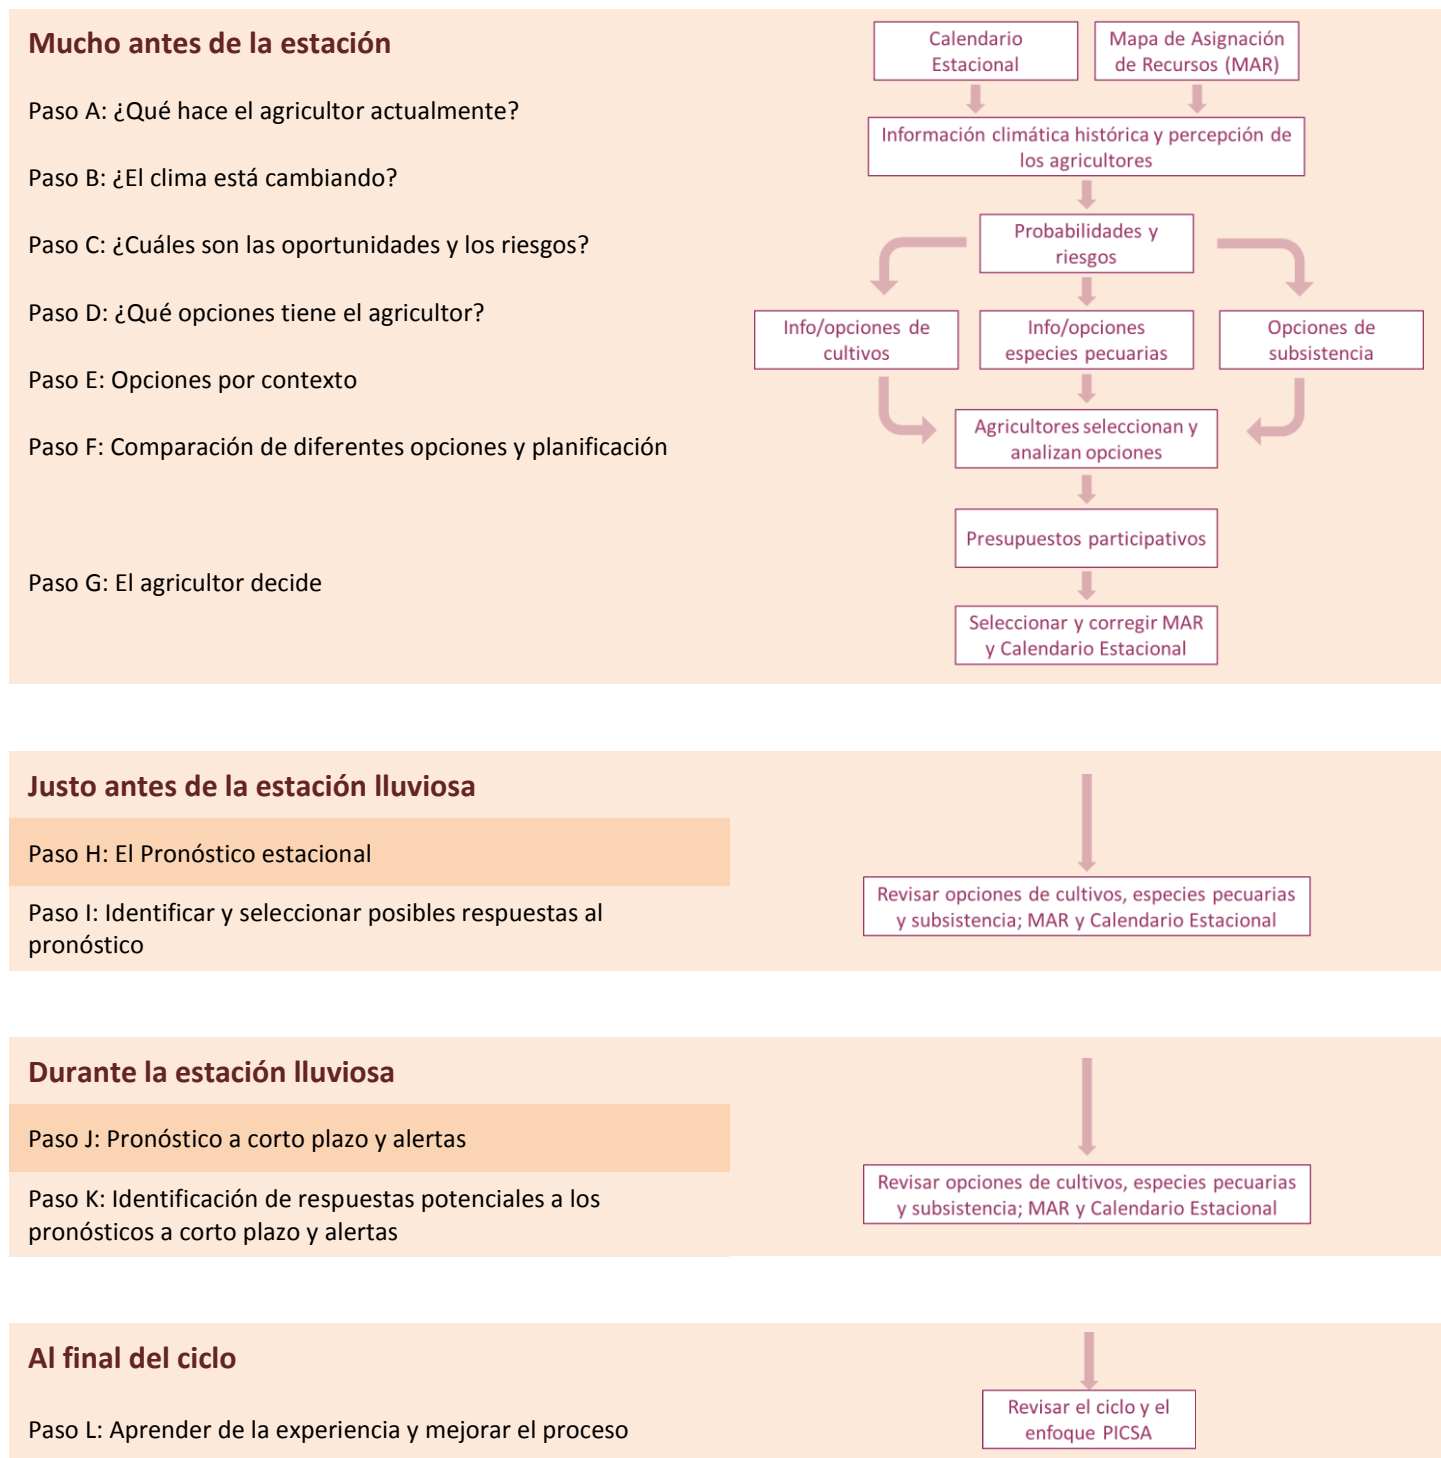 Mucho antes de la estación
Paso A: ¿Qué hace el agricultor actualmente?
Paso B: ¿El clima está cambiando?
Paso C: ¿Cuáles son las oportunidades y los riesgos?
Paso D: ¿Qué opciones tiene el agricultor?
Paso E: Opciones por contexto
Paso F: Comparación de diferentes opciones y planificación
Paso G: El agricultor decide
Calendario
Estacional
Mapa de Asignación
de Recursos (MAR)
Información climática histórica y percepción de
los agricultores
Probabilidades y
riesgos
Info/opciones de
cultivos
Info/opciones
especies pecuarias
Opciones de
subsistencia
Agricultores seleccionan y
analizan opciones
Presupuestos participativos
Seleccionar y corregir MAR
y Calendario Estacional
Justo antes de la estación lluviosa
Paso H: El Pronóstico estacional
Paso I: Identificar y seleccionar posibles respuestas al
pronóstico
Revisar opciones de cultivos, especies pecuarias
y subsistencia; MAR y Calendario Estacional
Durante la estación lluviosa
Paso J: Pronóstico a corto plazo y alertas
Paso K: Identificación de respuestas potenciales a los
pronósticos a corto plazo y alertas
Revisar opciones de cultivos, especies pecuarias
y subsistencia; MAR y Calendario Estacional
Al final del ciclo
Paso L: Aprender de la experiencia y mejorar el proceso
Revisar el ciclo y el
enfoque PICSA